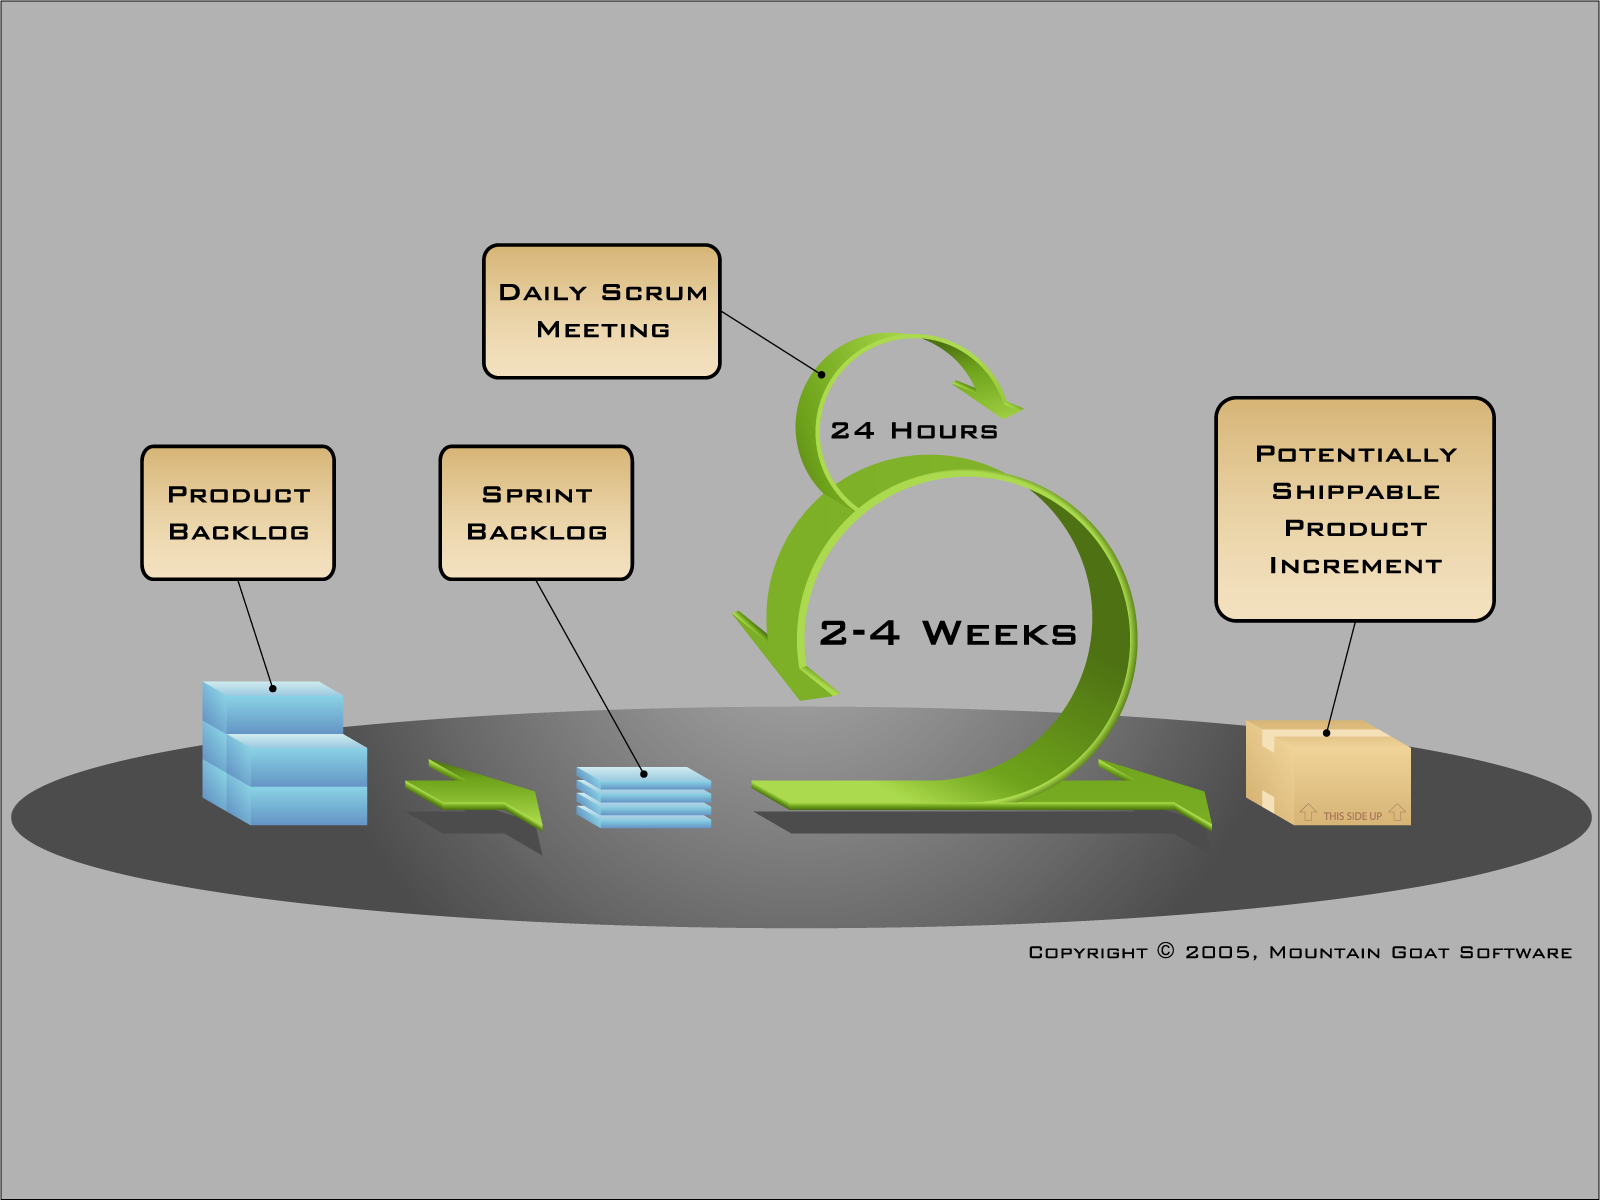 Daily Scrum
Meeting
24 Hours
Product
Backlog
Sprint
Backlog
Potentially
Shippable
Product
Increment
2-4 Weeks
THIS SIDE UP
Copyright © 2005, Mountain Goat Software